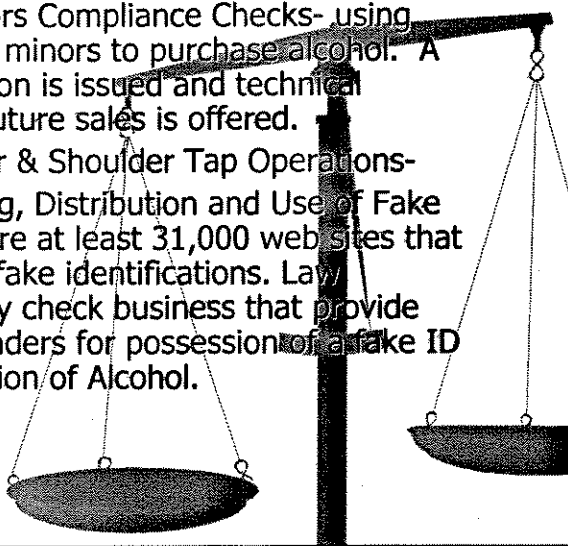 rs Compliance Checks- using
minors to purchase alcohol. A
on is issued and technical
uture sales is offered.
r & Shoulder Tap Operations-
g, Distribution and Use of Fake
re at least 31,000 web sites that
fake identifications. Law
y check business that provide
nders for possession of a fake ID
ion of Alcohol.